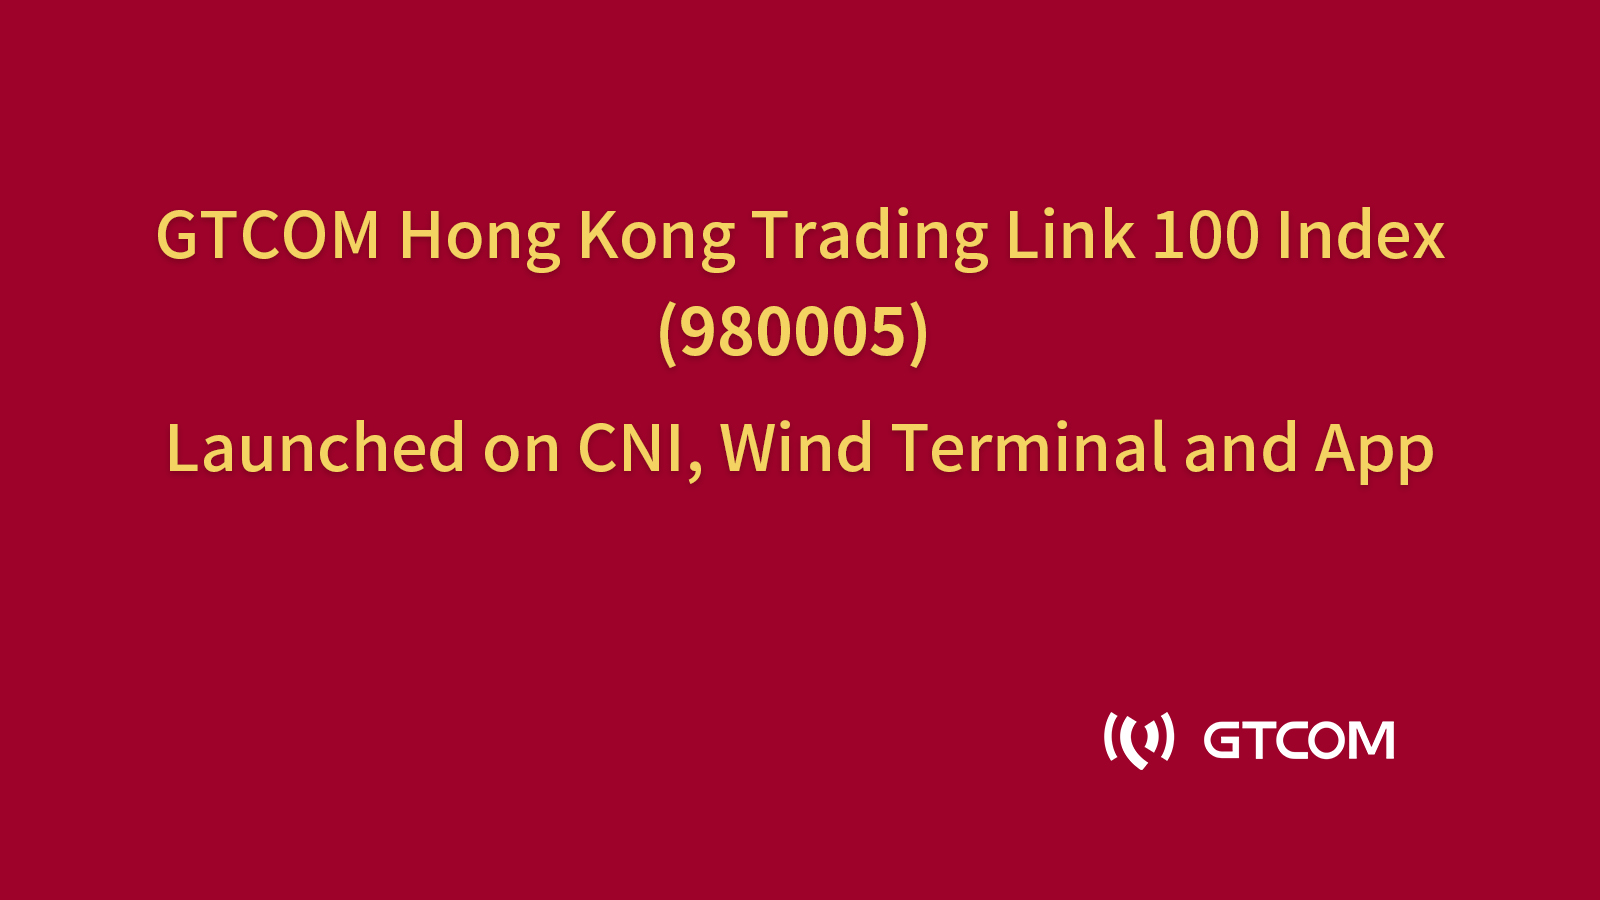 GTCOM Hong Kong Trading Link 100 Index
(980005)
Launched on CNI, Wind Terminal and App
GTCOM